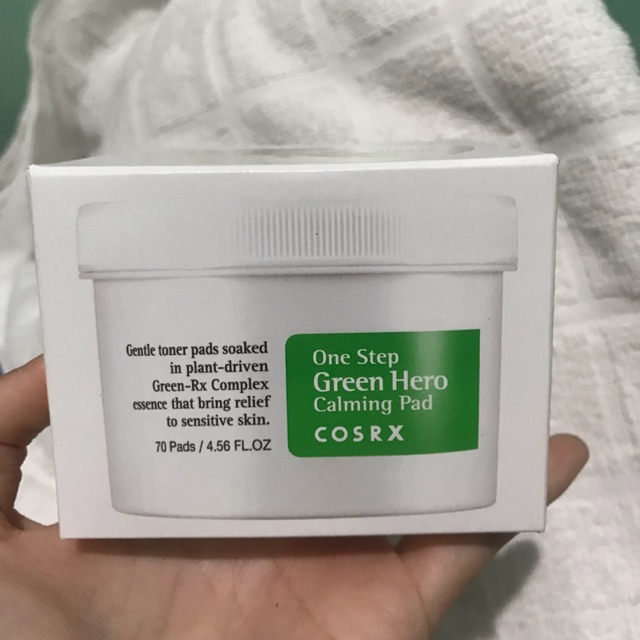 Gentle toner pads soaked
in plant-driven
Green-Rx Complex
essence that bring relief
to sensitive skin.
70 Pads / 4.56 FL.OZ
One Step
Green Hero
Calming Pad
COSRX